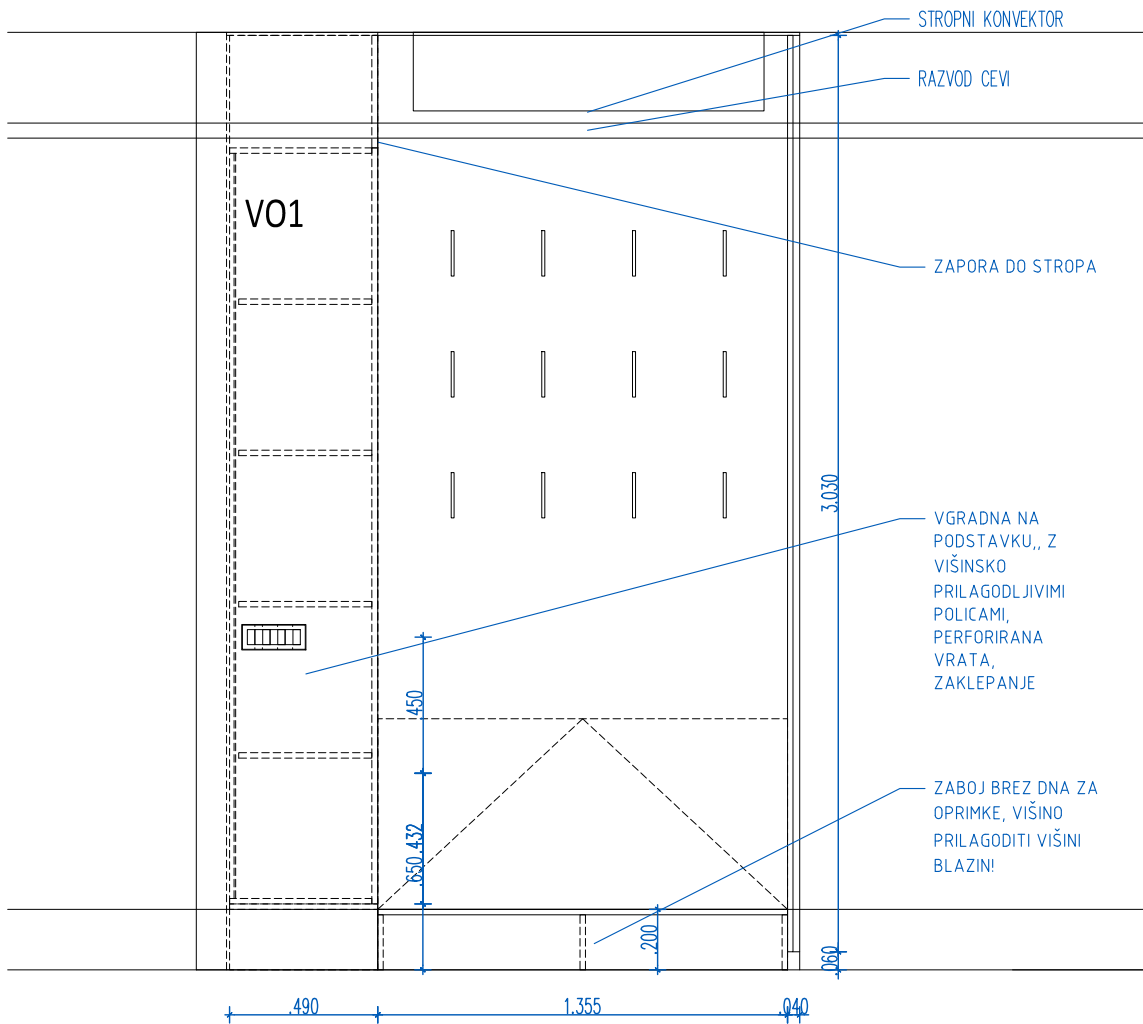 STROPNI KONVEKTOR
RAZVOD CEVI
VO1
ZAPORA DO STROPA
3.030
VGRADNA NA
PODSTAVKU,, Z
VIŠINSKO
PRILAGODLJIVIMI
POLICAMI,
PERFORIRANA
VRATA,
ZAKLEPANJE
.450
.432
.650
ZABOJ BREZ DNA ZA
OPRIMKE, VIŠINO
PRILAGODITI VIŠINI
BLAZIN!
.200
.060
.490
1.355
.040